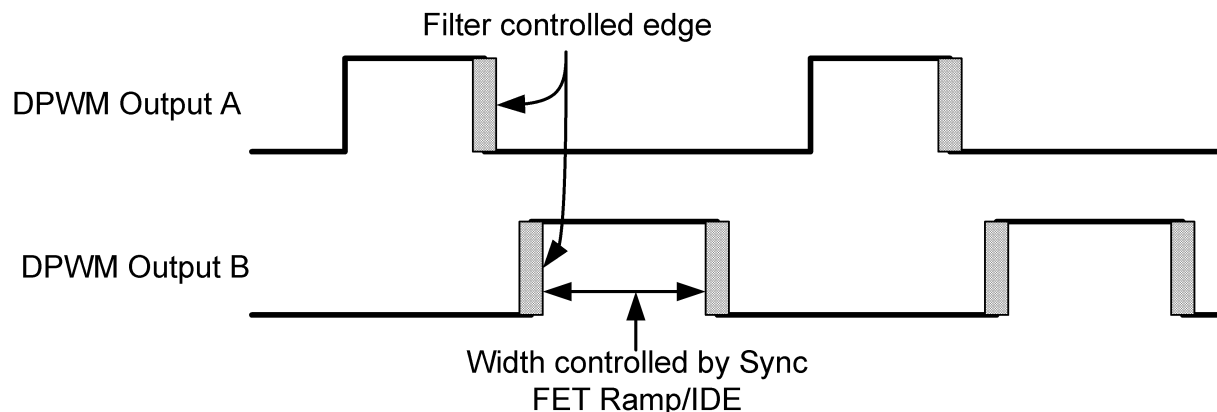 Filter controlled edge
DPWM Output A
DPWM Output B
Width controlled by Sync
FET Ramp/IDE